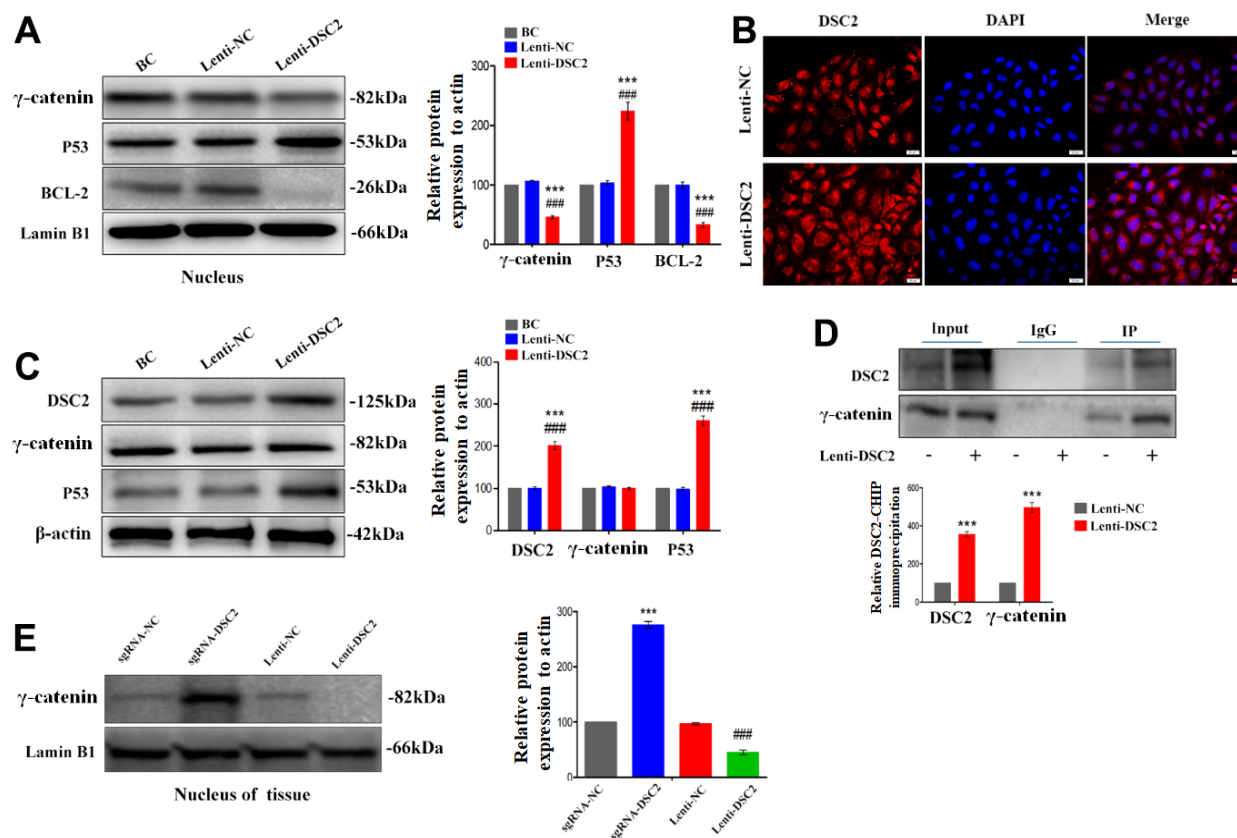 A
BC
Lenti-NC
Lenti-DSC2
γ-catenin
-82kDa
P53
-53kDa
BCL-2
-26kDa
Lamin B1
-66kDa
Nucleus
BC
Lenti-NC
Lenti-DSC2
Relative protein
expression to actin
300
200
100
0
***
###
***
###
***
###
γ-catenin P53 BCL-2
B
DSC2 DAPI Merge
Lenti-NC
Lenti-DSC2
C
BC
Lenti-NC
Lenti-DSC2
DSC2
-125kDa
γ-catenin
-82kDa
P53
-53kDa
β-actin
-42kDa
BC
Lenti-NC
Lenti-DSC2
Relative protein
expression to actin
400
300
200
100
0
***
###
***
###
DSC2 γ-catenin P53
D
Input IgG IP
DSC2
γ-catenin
Lenti-DSC2 - + - + - +
Relative DSC2-CHIP
immuoprecipitation
600
400
200
0
***
***
Lenti-NC
Lenti-DSC2
DSC2 γ-catenin
E
sgRNA-NC
sgRNA-DSC2
Lenti-NC
Lenti-DSC2
γ-catenin
-82kDa
Lamin B1
-66kDa
Nucleus of tissue
Relative protein
expression to actin
300
200
100
0
***
###
sgRNA-NC
sgRNA-DSC2
Lenti-NC
Lenti-DSC2